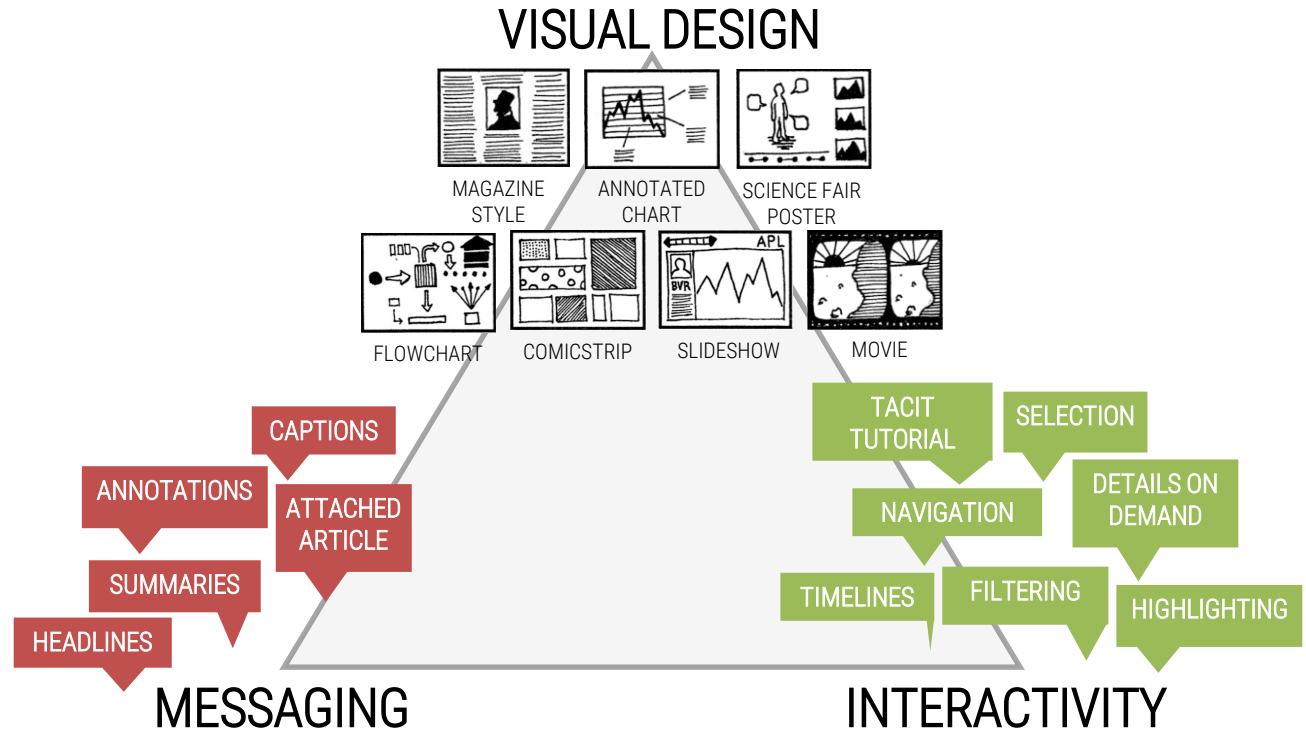 VISUAL DESIGN
MAGAZINE
STYLE
ANNOTATED
CHART
SCIENCE FAIR
POSTER
APL
BVR
FLOWCHART
COMICSTRIP
SLIDESHOW
MOVIE
CAPTIONS
ANNOTATIONS
ATTACHED
ARTICLE
SUMMARIES
HEADLINES
TACIT
TUTORIAL
SELECTION
DETAILS ON
DEMAND
NAVIGATION
TIMELINES
FILTERING
HIGHLIGHTING
MESSAGING
INTERACTIVITY